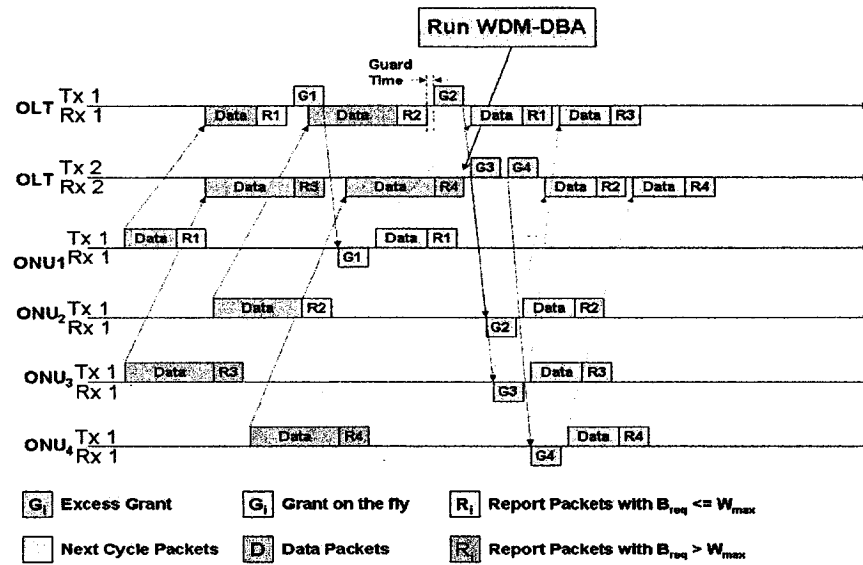 Run WDM-DBA
Guard Time
OLT Tx 1
Rx 1
Data R1 G1 Data R2 G2 Data R1 Data R3
OLT Tx 2
Rx 2
Data R3 Data R4 G3 G4 Data R2 Data R4
ONU1 Tx 1
Rx 1
Data R1 G1 Data R1
ONU2 Tx 1
Rx 1
Data R2 G2 Data R2
ONU3 Tx 1
Rx 1
Data R3 G3 Data R3
ONU4 Tx 1
Rx 1
Data R4 G4 Data R4
Gi Excess Grant
Gi Grant on the fly
Ri Report Packets with Breq <= Wmax
Next Cycle Packets
D Data Packets
Ri Report Packets with Breq > Wmax